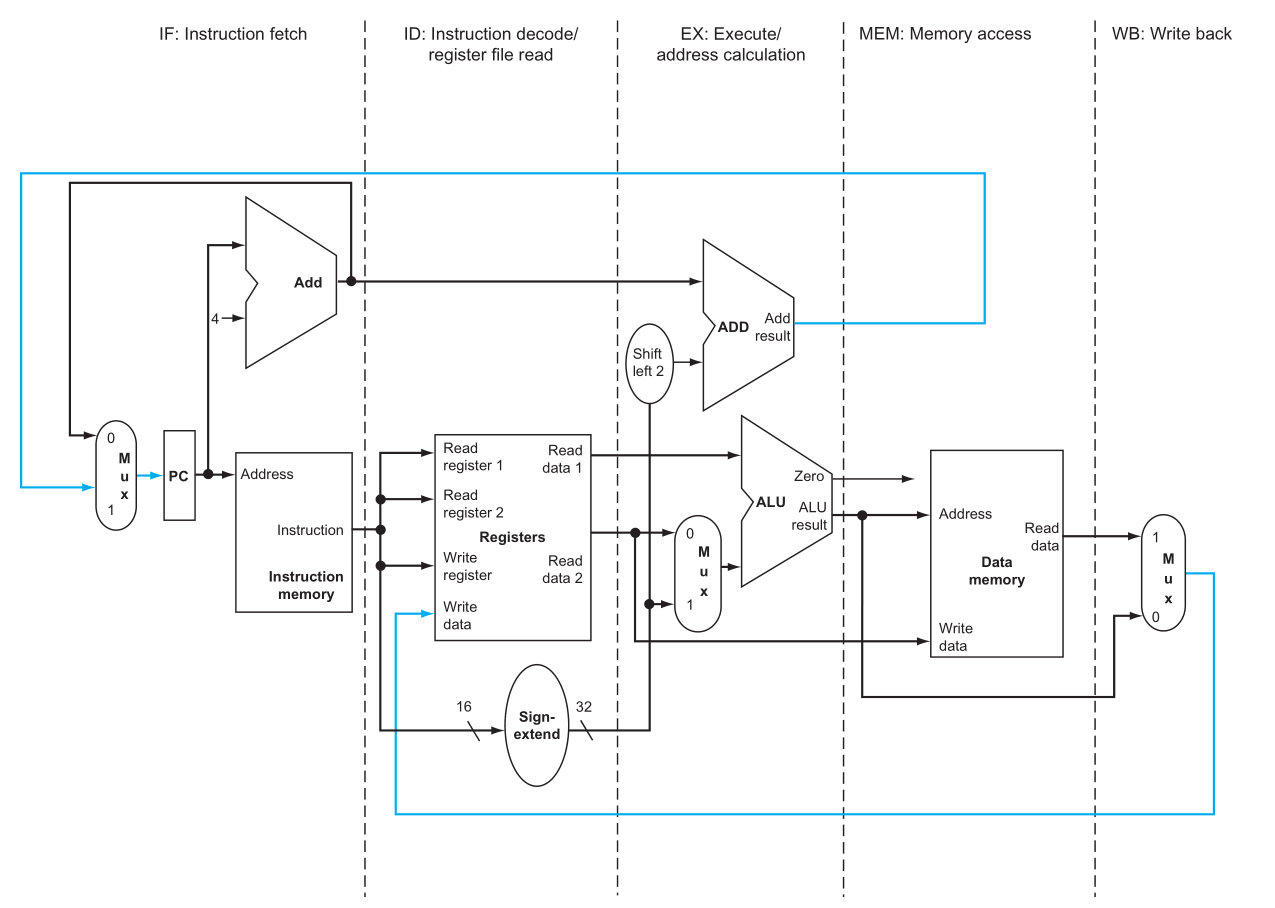 IF: Instruction fetch
ID: Instruction decode/
register file read
EX: Execute/
address calculation
MEM: Memory access
WB: Write back
Add
4
ADD
Add
result
Shift
left 2
0
M
u
x
1
PC
Address
Instruction
Instruction
memory
Read
register 1
Read
register 2
Write
register
Write
data
Registers
Read
data 1
Read
data 2
16
Sign-
extend
32
0
M
u
x
1
Zero
ALU
ALU
result
Address
Write
data
Read
data
Data
memory
1
M
u
x
0